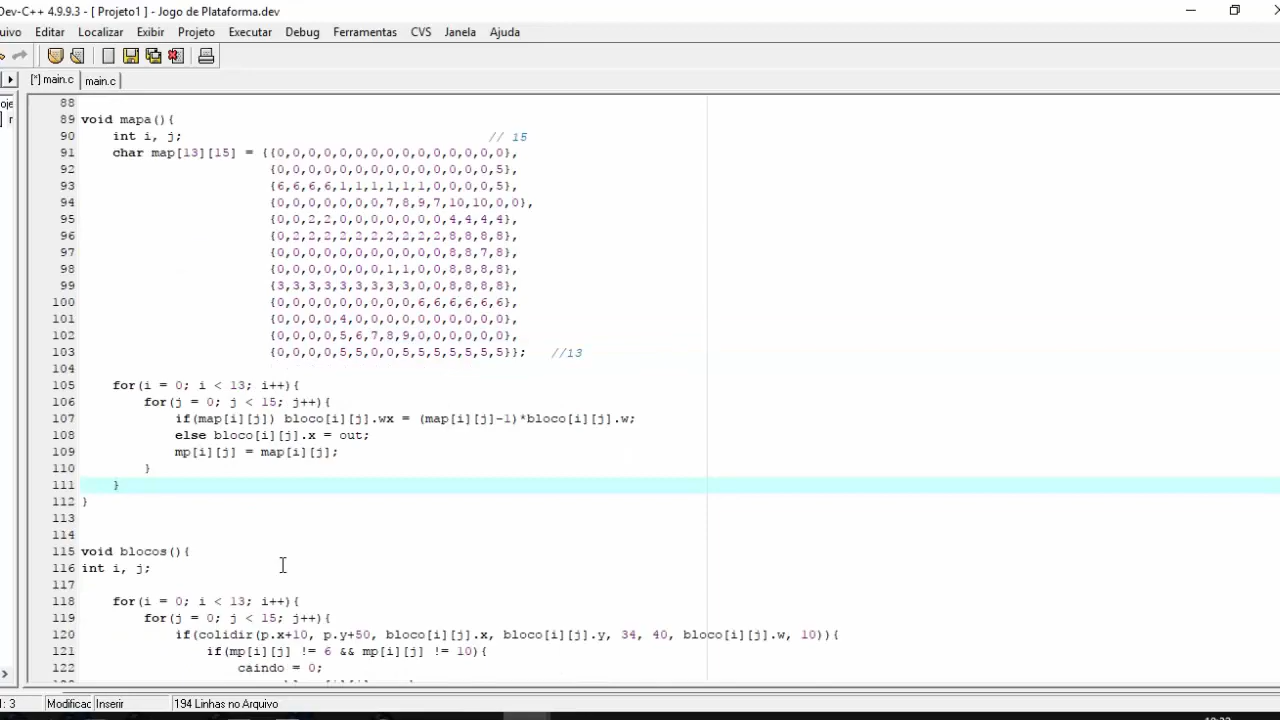 Dev-C++ 4.9.9.3 - [ Projeto1 ] - Jogo de Plataforma.dev
uivo Editar Localizar Exibir Projeto Executar Debug Ferramentas CVS Janela Ajuda
[*] main.c main.c
88
89 void mapa(){
90 int i, j; // 15
91 char map[13][15] = {{0,0,0,0,0,0,0,0,0,0,0,0,0,0,0},
92 {0,0,0,0,0,0,0,0,0,0,0,0,0,0,5},
93 {6,6,6,6,1,1,1,1,1,1,0,0,0,0,5},
94 {0,0,0,0,0,0,0,7,8,9,7,10,10,0,0},
95 {0,0,2,2,0,0,0,0,0,0,0,4,4,4,4},
96 {0,2,2,2,2,2,2,2,2,2,2,8,8,8,8},
97 {0,0,0,0,0,0,0,0,0,0,0,8,8,7,8},
98 {0,0,0,0,0,0,0,1,1,0,0,8,8,8,8},
99 {3,3,3,3,3,3,3,3,3,0,0,8,8,8,8},
100 {0,0,0,0,0,0,0,0,0,6,6,6,6,6,6},
101 {0,0,0,0,4,0,0,0,0,0,0,0,0,0,0},
102 {0,0,0,0,5,6,7,8,9,0,0,0,0,0,0},
103 {0,0,0,0,5,5,0,0,5,5,5,5,5,5,5}}; //13
104
105 for(i = 0; i < 13; i++){
106 for(j = 0; j < 15; j++){
107 if(map[i][j]) bloco[i][j].wx = (map[i][j]-1)*bloco[i][j].w;
108 else bloco[i][j].x = out;
109 mp[i][j] = map[i][j];
110 }
111 }
112 }
113
114
115 void blocos(){
116 int i, j;
117
118 for(i = 0; i < 13; i++){
119 for(j = 0; j < 15; j++){
120 if(colidir(p.x+10, p.y+50, bloco[i][j].x, bloco[i][j].y, 34, 40, bloco[i][j].w, 10)){
121 if(mp[i][j] != 6 && mp[i][j] != 10){
122 caindo = 0;
: 3 Modificac Inserir 194 Linhas no Arquivo